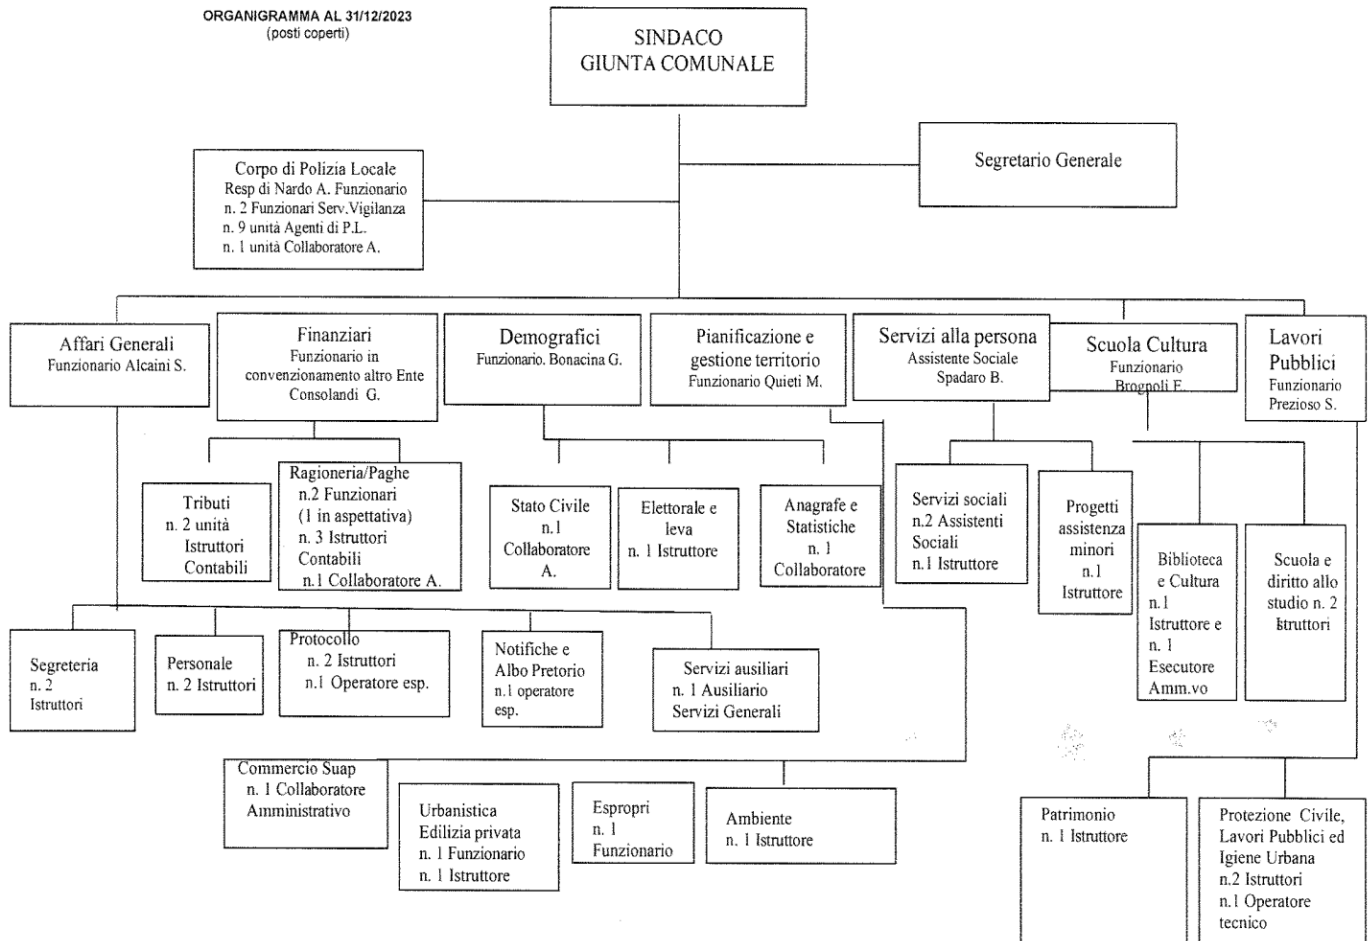 ORGANIGRAMMA AL 31/12/2023
(posti coperti)
SINDACO
GIUNTA COMUNALE
Segretario Generale
Corpo di Polizia Locale
Resp di Nardo A. Funzionario
n. 2 Funzionari Serv.Vigilanza
n. 9 unità Agenti di P.L.
n. 1 unità Collaboratore A.
Affari Generali
Funzionario Alcaini S.
Finanziari
Funzionario in
convenzionamento altro Ente
Consolandi G.
Demografici
Funzionario. Bonacina G.
Pianificazione e
gestione territorio
Funzionario Quieti M.
Servizi alla persona
Assistente Sociale
Spadaro B.
Scuola Cultura
Funzionario
Brognoli E.
Lavori
Pubblici
Funzionario
Prezioso S.
Tributi
n. 2 unità
Istruttori
Contabili
Ragioneria/Paghe
n.2 Funzionari
(1 in aspettativa)
n. 3 Istruttori
Contabili
n.1 Collaboratore A.
Stato Civile
n.1
Collaboratore
A.
Elettorale e
leva
n. 1 Istruttore
Anagrafe e
Statistiche
n. 1
Collaboratore
Servizi sociali
n.2 Assistenti
Sociali
n.1 Istruttore
Progetti
assistenza
minori
n.1
Istruttore
Biblioteca
e Cultura
n.1
Istruttore e
n. 1
Esecutore
Amm.vo
Scuola e
diritto allo
studio n. 2
Istruttori
Segreteria
n. 2
Istruttori
Personale
n. 2 Istruttori
Protocollo
n. 2 Istruttori
n.1 Operatore esp.
Notifiche e
Albo Pretorio
n.1 operatore
esp.
Servizi ausiliari
n. 1 Ausiliario
Servizi Generali
Commercio Suap
n. 1 Collaboratore
Amministrativo
Urbanistica
Edilizia privata
n. 1 Funzionario
n. 1 Istruttore
Espropri
n. 1
Funzionario
Ambiente
n. 1 Istruttore
Patrimonio
n. 1 Istruttore
Protezione Civile,
Lavori Pubblici ed
Igiene Urbana
n.2 Istruttori
n.1 Operatore
tecnico